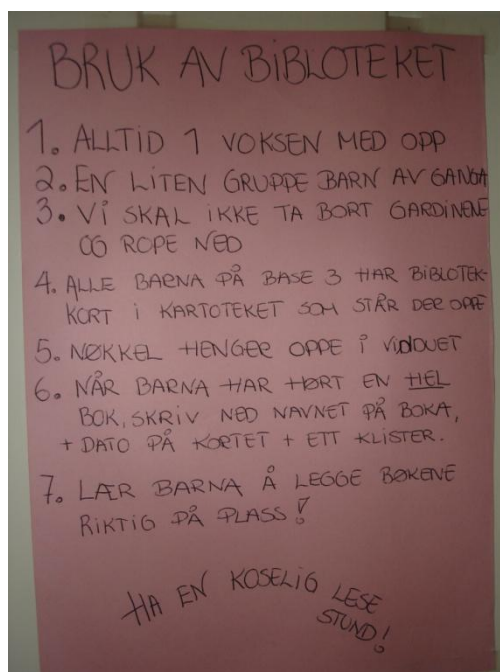 BRUK AV BiBLOTEKET
1. ALLTID 1 VOKSEN MED OPP
2. EN LiTEN GRUPPE BARN AV GANGA
3. Vi SKAL iKKE TA BORT GARDiNENE
OG ROPE NED
4. ALLE BARNA PÅ BASE 3 HAR BiBLOTEK-
KORT i KARTOTEKET SOM STÅR DER OPPE
5. NØKKEL HENGER OPPE i ViDDUET
6. NÅR BARNA HAR HØRT EN HEL
BOK, SKRiV NED NAVNET PÅ BOKA,
+ DATO PÅ KORTET + ETT KLiSTER.
7. LÆR BARNA Å LEGGE BØKENE
RiKTiG PÅ PLASS!
HA EN KOSELiG LESE
STUND!